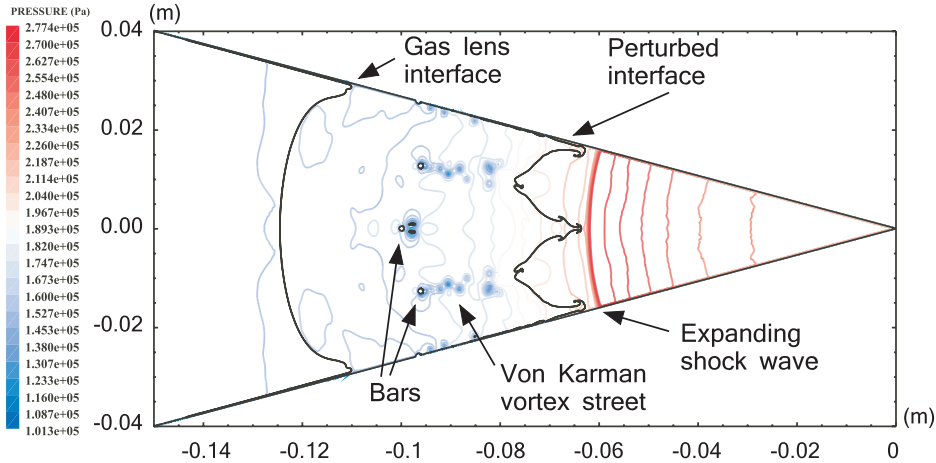 PRESSURE (Pa)
2.774e+05
2.700e+05
2.627e+05
2.554e+05
2.480e+05
2.407e+05
2.334e+05
2.260e+05
2.187e+05
2.114e+05
2.040e+05
1.967e+05
1.893e+05
1.820e+05
1.747e+05
1.673e+05
1.600e+05
1.527e+05
1.453e+05
1.380e+05
1.307e+05
1.233e+05
1.160e+05
1.087e+05
1.013e+05
(m)
0.04
0.02
0.00
-0.02
-0.04
Gas lens
interface
Perturbed
interface
Expanding
shock wave
Bars
Von Karman
vortex street
(m)
-0.14
-0.12
-0.1
-0.08
-0.06
-0.04
-0.02
0